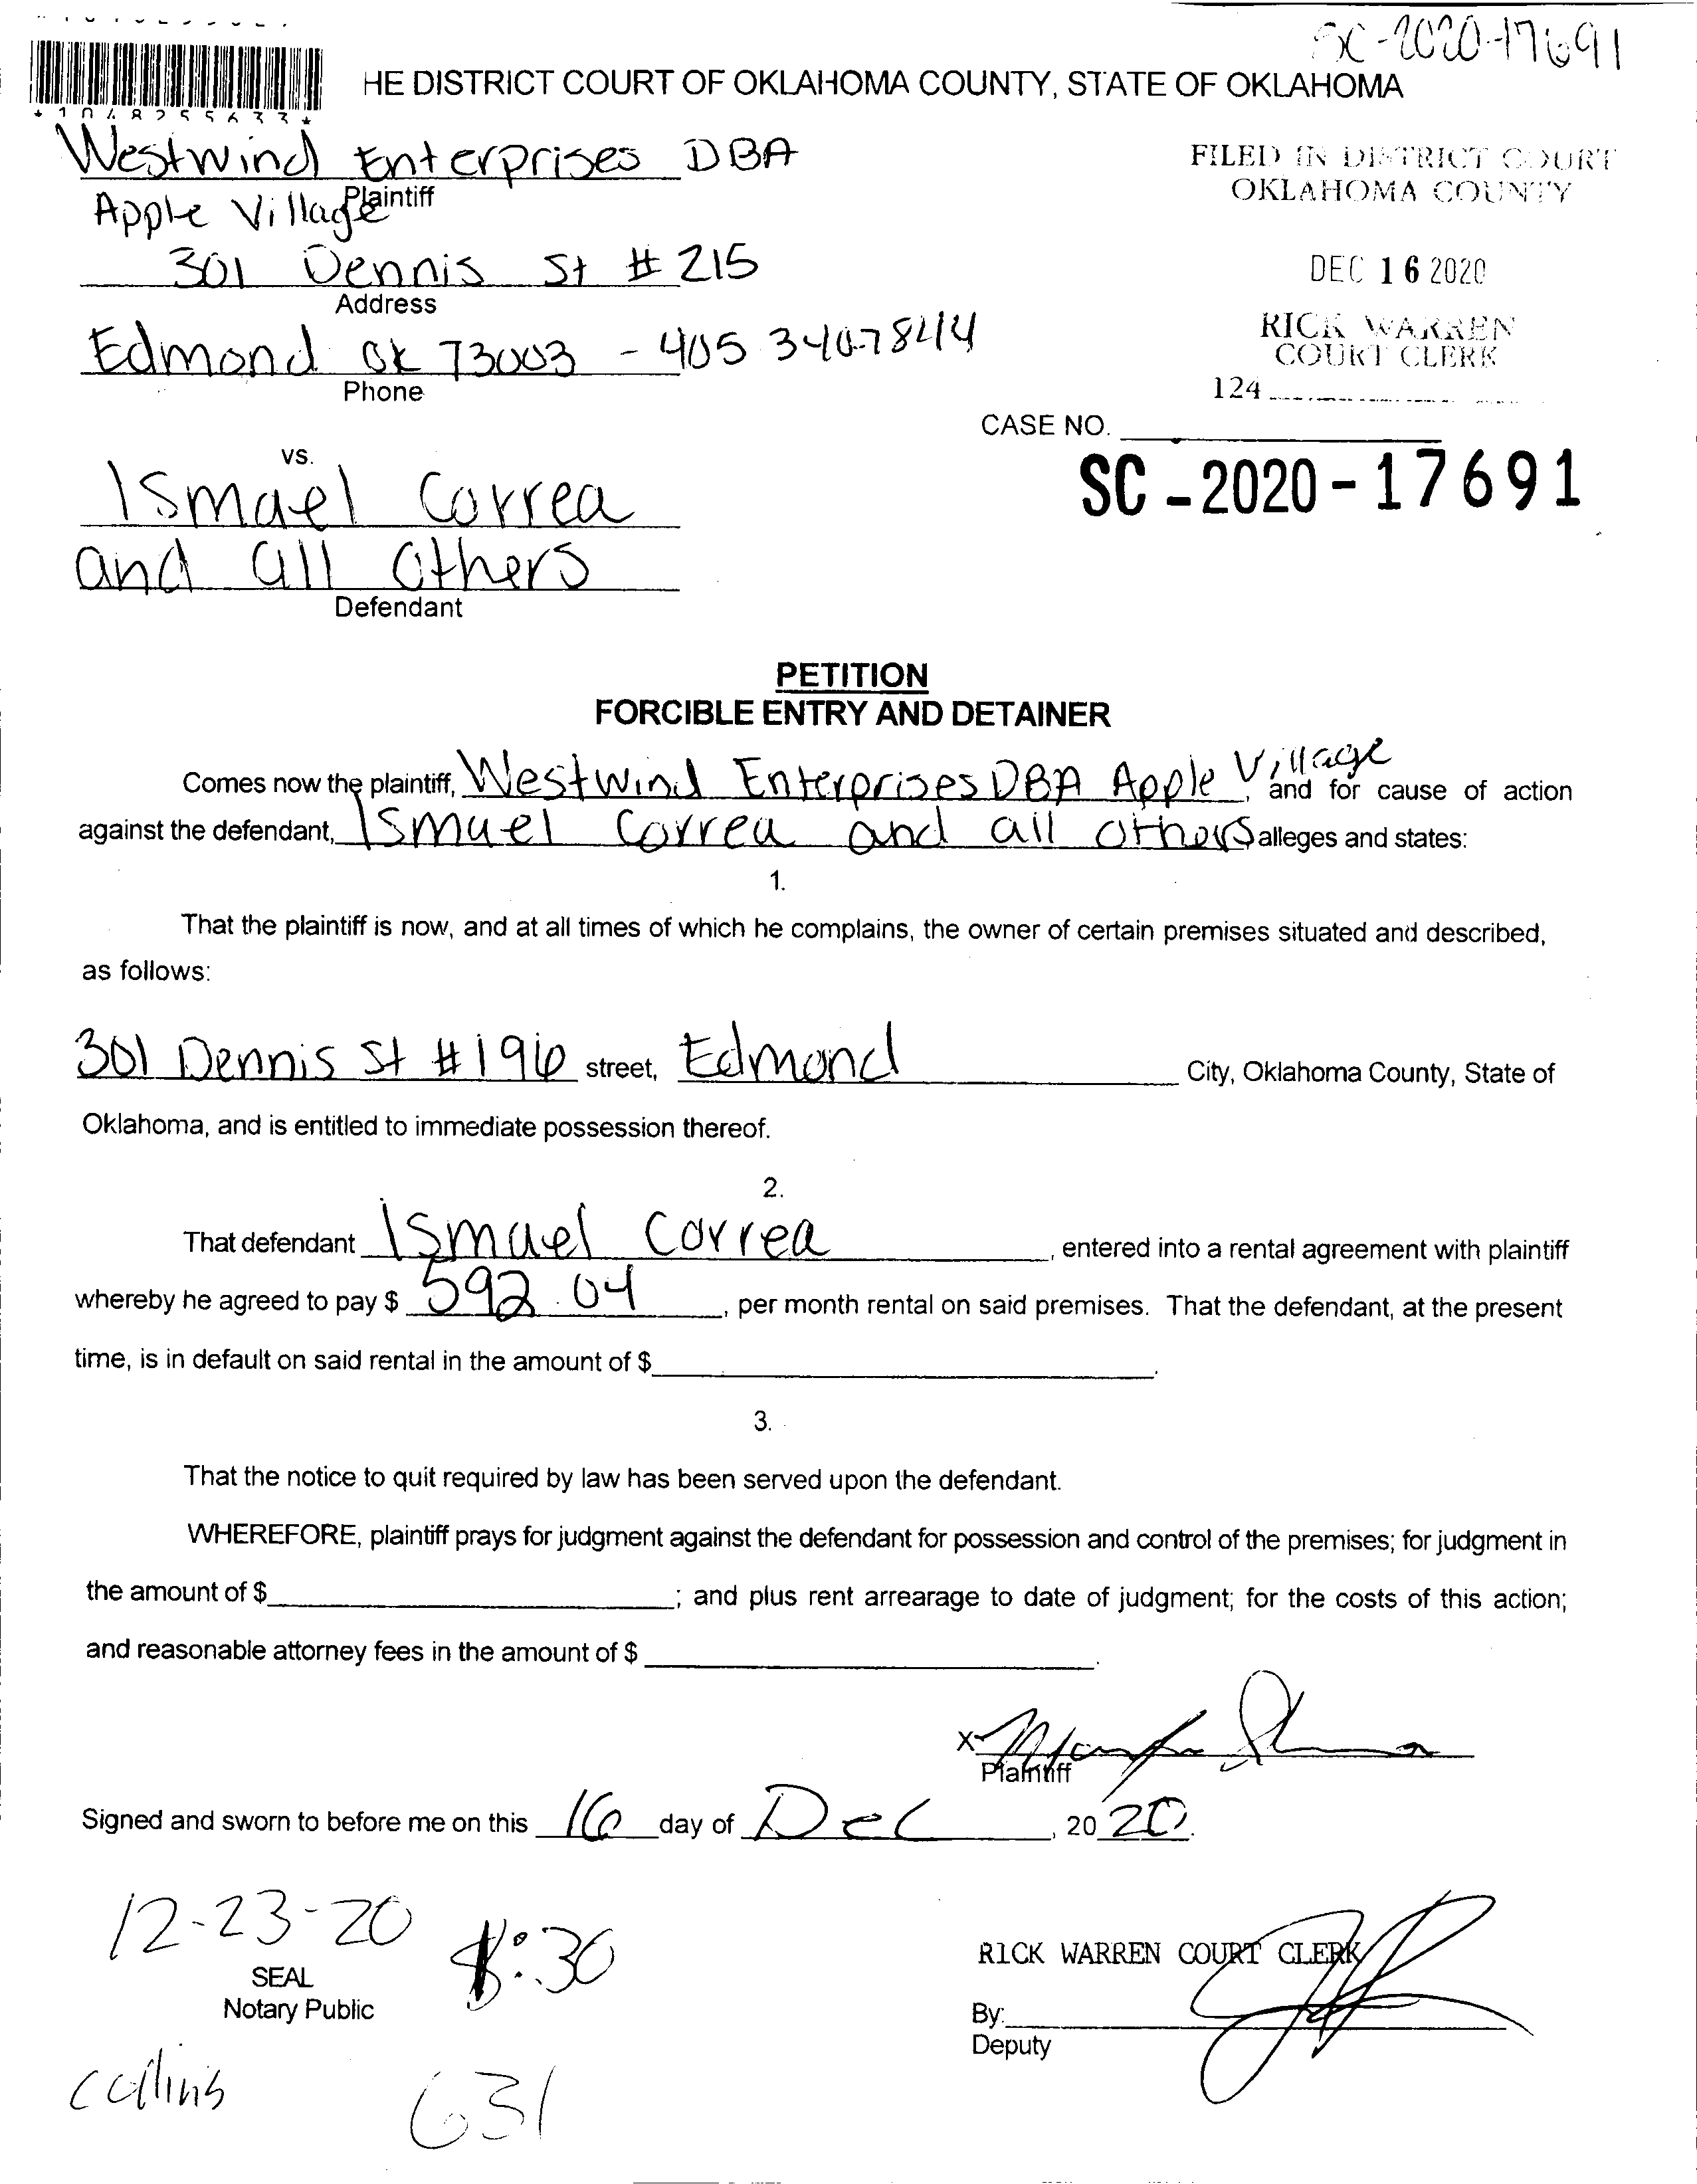 SC-2020-17691
HE DISTRICT COURT OF OKLAHOMA COUNTY, STATE OF OKLAHOMA
Westwind Enterprises DBA
Plaintiff
Apple Village
301 Dennis St # 215
Address
Edmond OK 73003 - 405 340-7844
Phone
FILED IN DISTRICT COURT
OKLAHOMA COUNTY
DEC 16 2020
RICK WARREN
COURT CLERK
124
CASE NO.
SC-2020-17691
vs.
Ismael Correa
and all others
Defendant
PETITION
FORCIBLE ENTRY AND DETAINER
Comes now the plaintiff, Westwind Enterprises DBA Apple Village, and for cause of action
against the defendant, Ismael Correa and all others alleges and states:
1.
That the plaintiff is now, and at all times of which he complains, the owner of certain premises situated and described,
as follows:
301 Dennis St #196 street, Edmond City, Oklahoma County, State of
Oklahoma, and is entitled to immediate possession thereof.
2.
That defendant Ismael Correa, entered into a rental agreement with plaintiff
whereby he agreed to pay $ 592.04, per month rental on said premises. That the defendant, at the present
time, is in default on said rental in the amount of $.
3.
That the notice to quit required by law has been served upon the defendant.
WHEREFORE, plaintiff prays for judgment against the defendant for possession and control of the premises; for judgment in
the amount of $; and plus rent arrearage to date of judgment; for the costs of this action;
and reasonable attorney fees in the amount of $.
X
Plaintiff
Signed and sworn to before me on this 16 day of Dec, 2020.
12-23-20 8:30
SEAL
Notary Public
RICK WARREN COURT CLERK
By:
Deputy
Collins 631